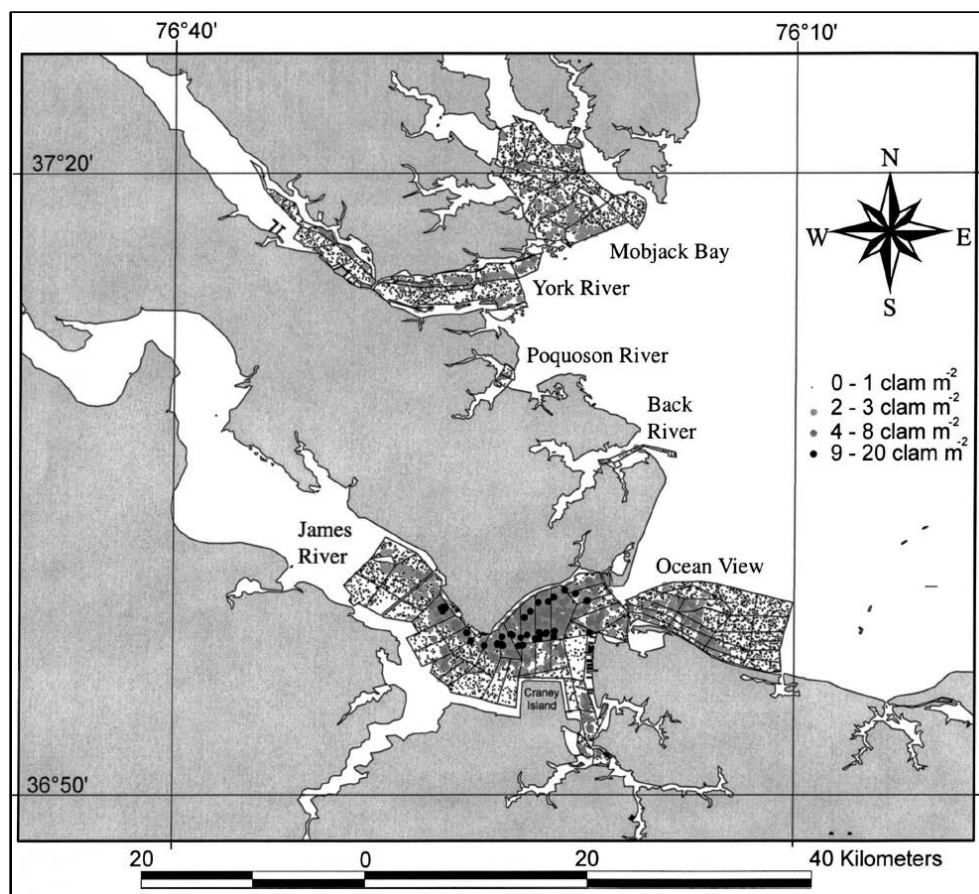 76°40'
76°10'
37°20'
N
W
E
S
Mobjack Bay
York River
Poquoson River
Back
River
0 - 1 clam m-2
2 - 3 clam m-2
4 - 8 clam m-2
9 - 20 clam m-2
James
River
Ocean View
Craney
Island
36°50'
20
0
20
40 Kilometers